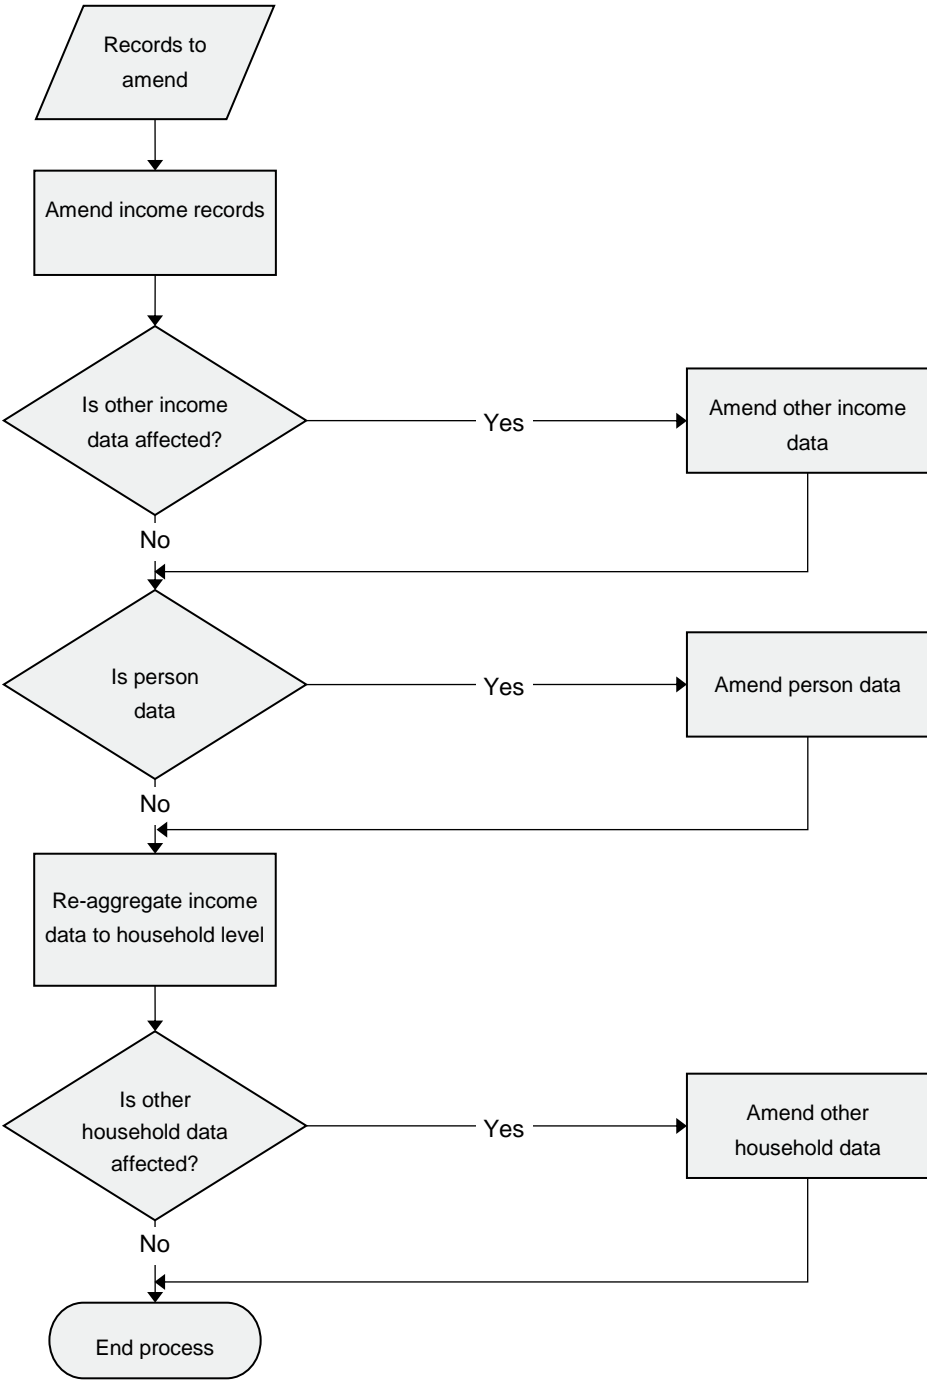 Records to
amend
Amend income records
Is other income
data affected?
Yes
Amend other income
data
No
Is person
data
Yes
Amend person data
No
Re-aggregate income
data to household level
Is other
household data
affected?
Yes
Amend other
household data
No
End process